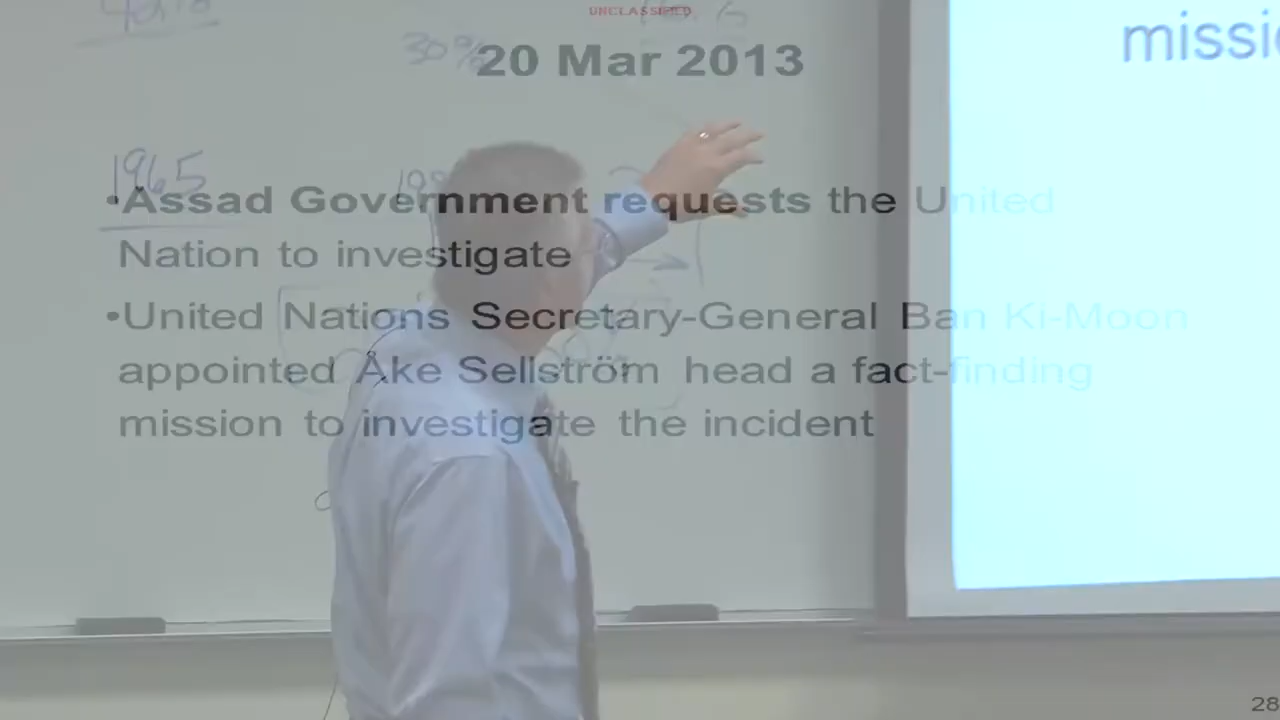 UNCLASSIFIED
30%
20 Mar 2013
missi
1965
•Assad Government requests the United
Nation to investigate
•United Nations Secretary-General Ban Ki-Moon
appointed Åke Sellström head a fact-finding
mission to investigate the incident
28